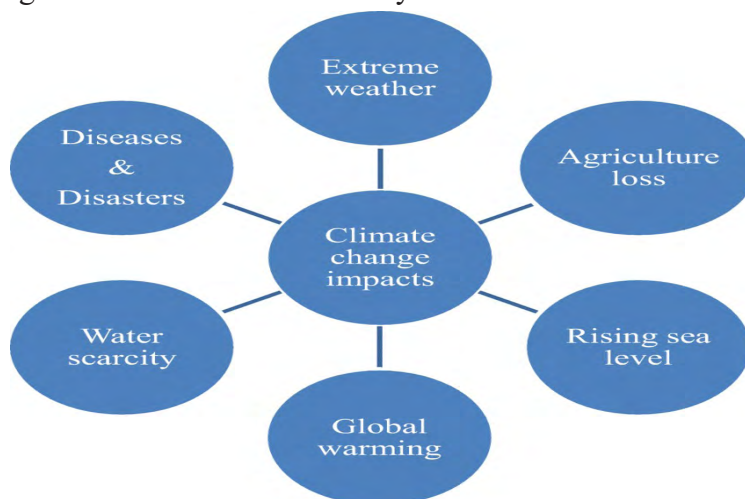 Extreme
weather
Agriculture
loss
Rising sea
level
Global
warming
Water
scarcity
Diseases
&
Disasters
Climate
change
impacts